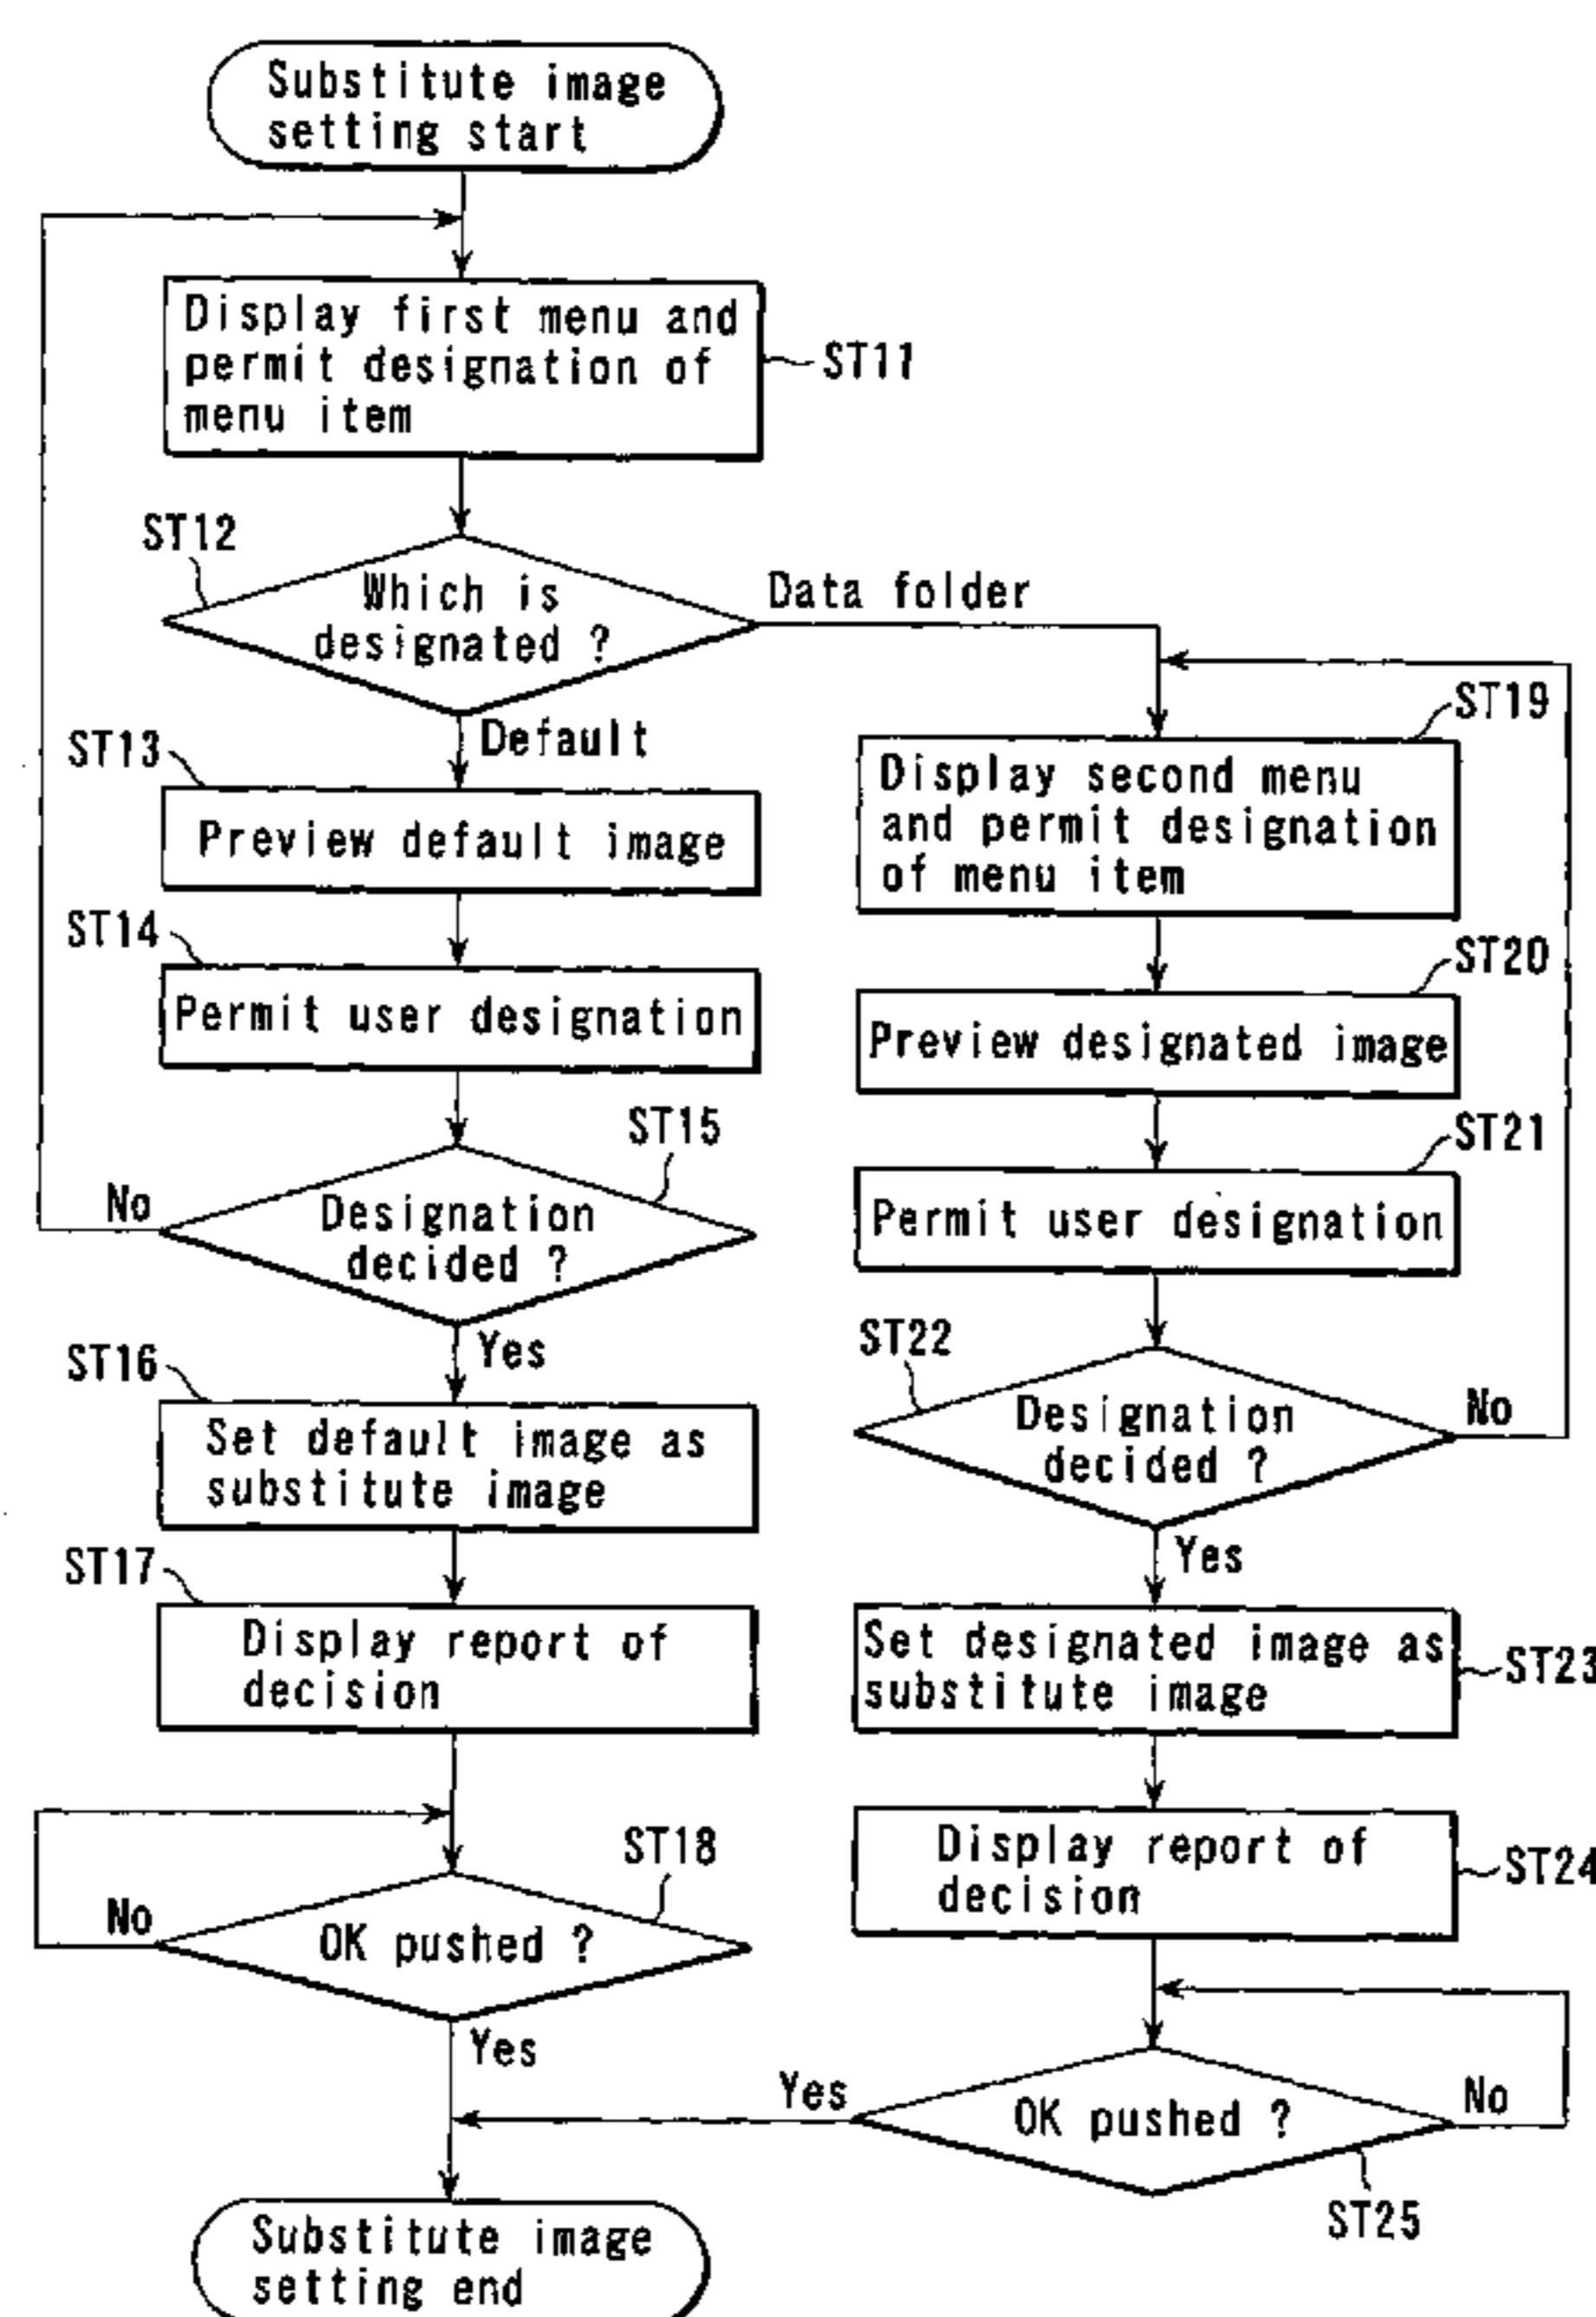 Substitute image
setting start
Display first menu and
permit designation of
menu item
ST11
ST12
Which is
designated ?
Data folder
Default
ST13
Preview default image
ST14
Permit user designation
ST15
Designation
decided ?
No
Yes
ST16
Set default image as
substitute image
ST17
Display report of
decision
ST18
OK pushed ?
No
Yes
ST19
Display second menu
and permit designation
of menu item
ST20
Preview designated image
ST21
Permit user designation
ST22
Designation
decided ?
No
Yes
Set designated image as
substitute image
ST23
Display report of
decision
ST24
OK pushed ?
Yes
No
ST25
Substitute image
setting end